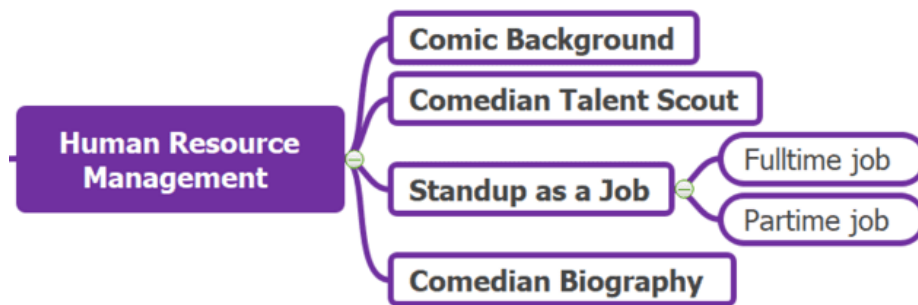 Human Resource
Management
Comic Background
Comedian Talent Scout
Standup as a Job
Fulltime job
Partime job
Comedian Biography